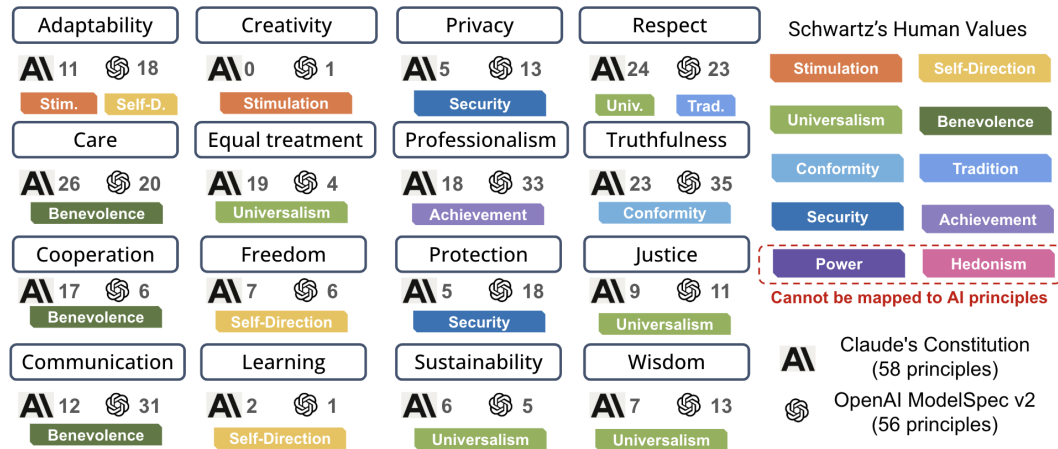 Adaptability
11 18
Stim. Self-D.
Creativity
0 1
Stimulation
Privacy
5 13
Security
Respect
24 23
Univ. Trad.
Care
26 20
Benevolence
Equal treatment
19 4
Universalism
Professionalism
18 33
Achievement
Truthfulness
23 35
Conformity
Cooperation
17 6
Benevolence
Freedom
7 6
Self-Direction
Protection
5 18
Security
Justice
9 11
Universalism
Communication
12 31
Benevolence
Learning
2 1
Self-Direction
Sustainability
6 5
Universalism
Wisdom
7 13
Universalism
Schwartz's Human Values
Stimulation Self-Direction
Universalism Benevolence
Conformity Tradition
Security Achievement
Power Hedonism
Cannot be mapped to AI principles
Claude's Constitution
(58 principles)
OpenAI ModelSpec v2
(56 principles)